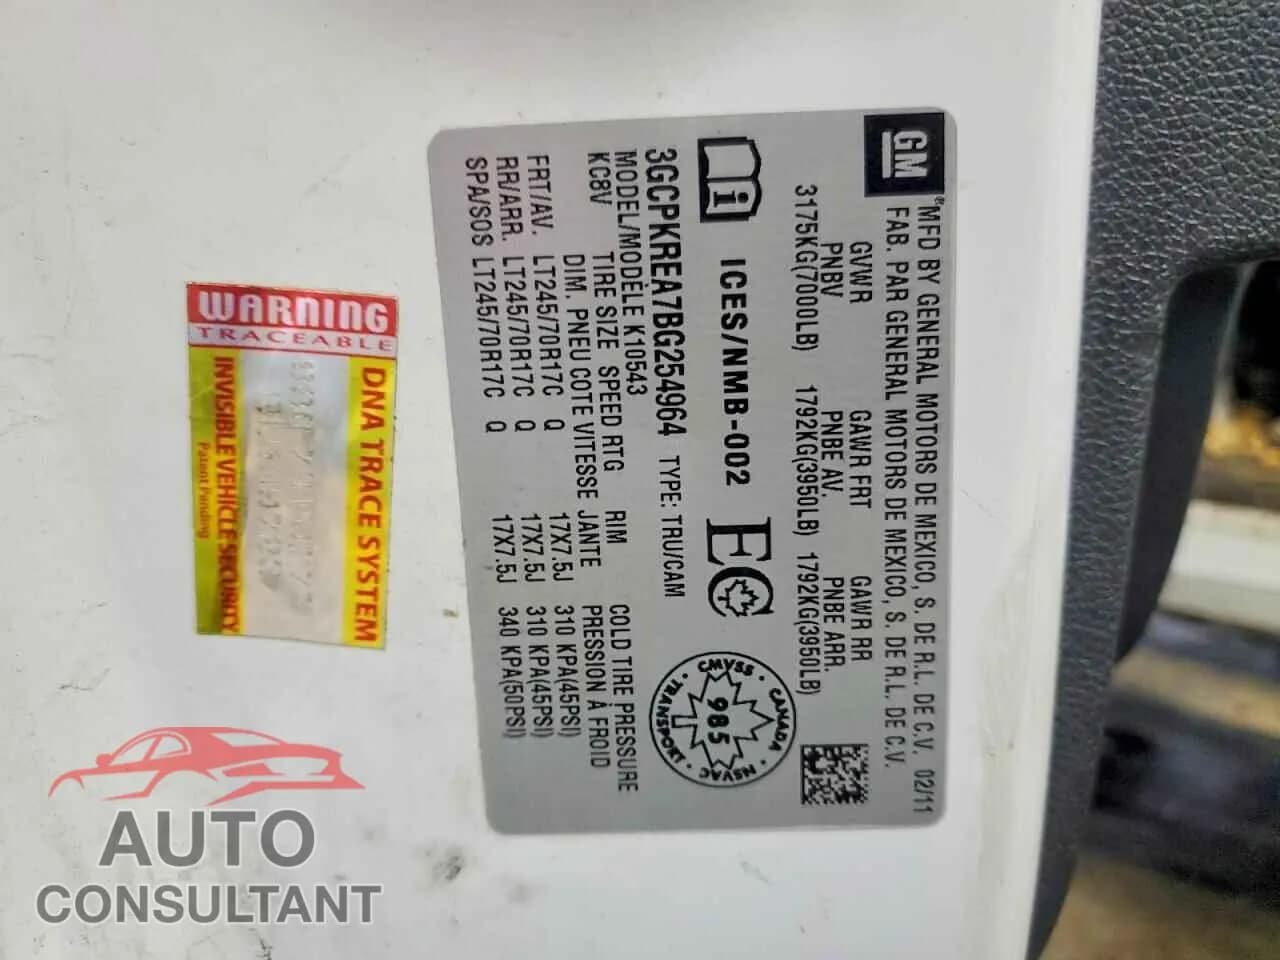 GM
®MFD BY GENERAL MOTORS DE MEXICO, S. DE R.L. DE C.V. 02/11
FAB. PAR GENERAL MOTORS DE MEXICO, S. DE R.L. DE C.V.
GVWR GAWR FRT GAWR RR
PNBV PNBE AV. PNBE ARR.
3175KG(7000LB) 1792KG(3950LB) 1792KG(3950LB)
i ICES/NMB-002 EC
CMVSS · CANADA · TRANSPORT · NSVAC
985
3GCPKREA7BG254964 TYPE: TRU/CAM
MODEL/MODELE K10543
KC8V TIRE SIZE SPEED RTG RIM COLD TIRE PRESSURE
DIM. PNEU COTE VITESSE JANTE PRESSION À FROID
FRT/AV. LT245/70R17C Q 17X7.5J 310 KPA(45PSI)
RR/ARR. LT245/70R17C Q 17X7.5J 310 KPA(45PSI)
SPA/SOS LT245/70R17C Q 17X7.5J 340 KPA(50PSI)
WARNING
TRACEABLE
DNA TRACE SYSTEM
INVISIBLE VEHICLE SECURITY
Patent Pending
AUTO
CONSULTANT